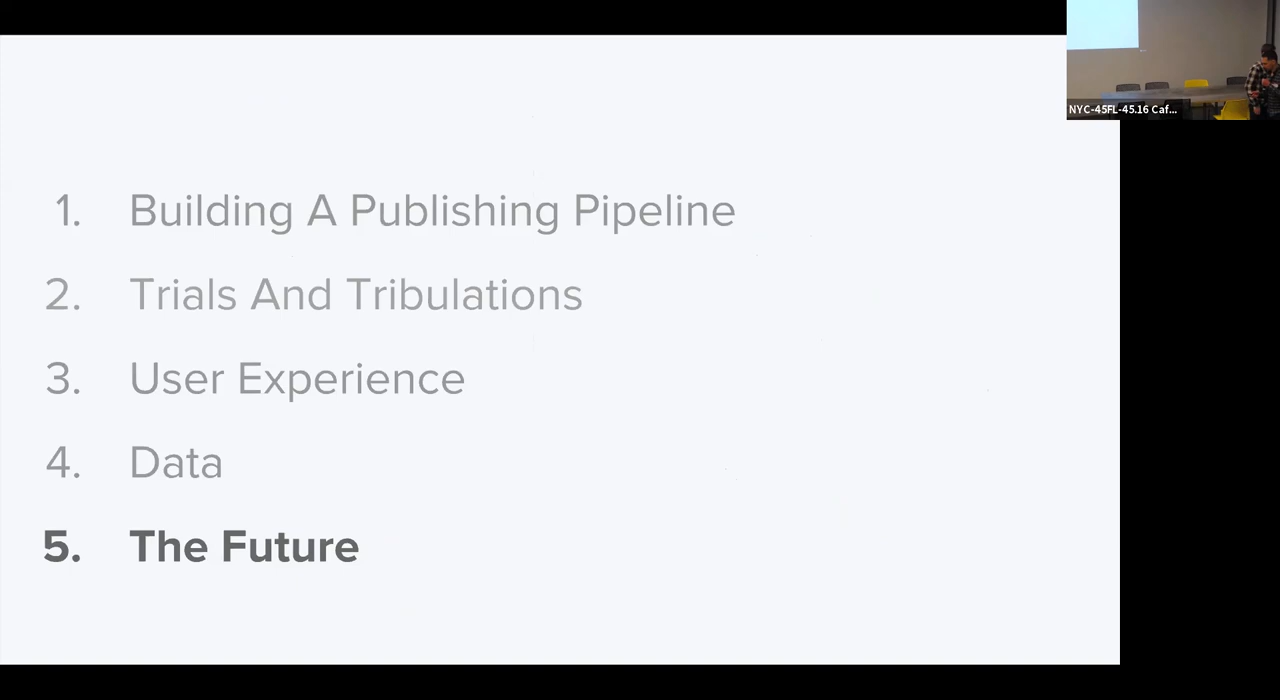 NYC-45FL-45.16 Caf...
1. Building A Publishing Pipeline
2. Trials And Tribulations
3. User Experience
4. Data
5. The Future